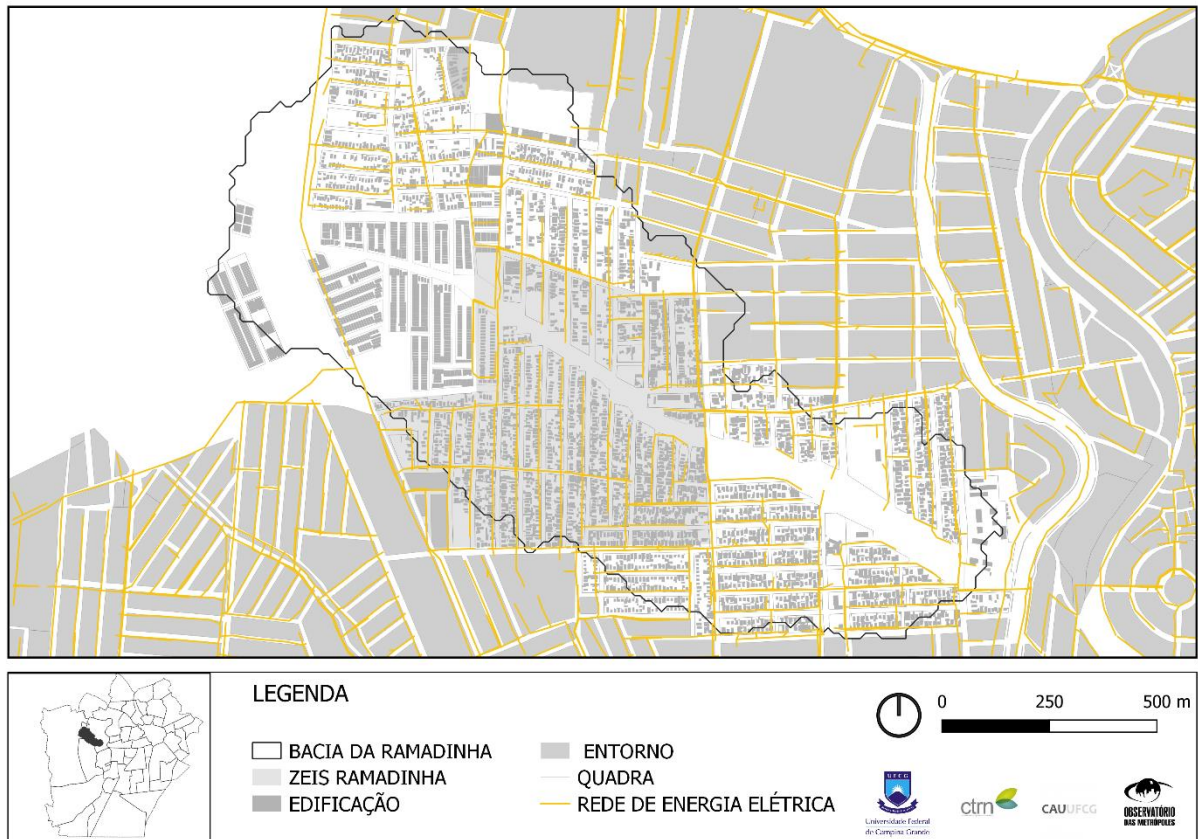 LEGENDA
BACIA DA RAMADINHA
ZEIS RAMADINHA
EDIFICAÇÃO
ENTORNO
QUADRA
REDE DE ENERGIA ELÉTRICA
0 250 500 m
UFCG
Universidade Federal
de Campina Grande
ctrn
CAUUFCG
OBSERVATÓRIO
DAS METRÓPOLES